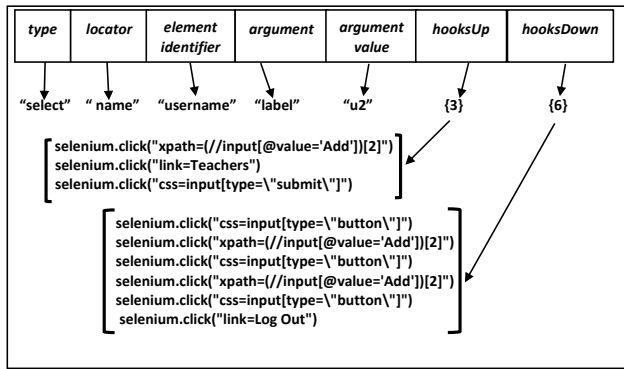 type locator element identifier argument argument value hooksUp hooksDown
“select” “ name” “username” “label” “u2” {3} {6}
selenium.click("xpath=(//input[@value='Add'])[2]")
selenium.click("link=Teachers")
selenium.click("css=input[type=\"submit\"]")
selenium.click("css=input[type=\"button\"]")
selenium.click("xpath=(//input[@value='Add'])[2]")
selenium.click("css=input[type=\"button\"]")
selenium.click("xpath=(//input[@value='Add'])[2]")
selenium.click("css=input[type=\"button\"]")
selenium.click("link=Log Out")